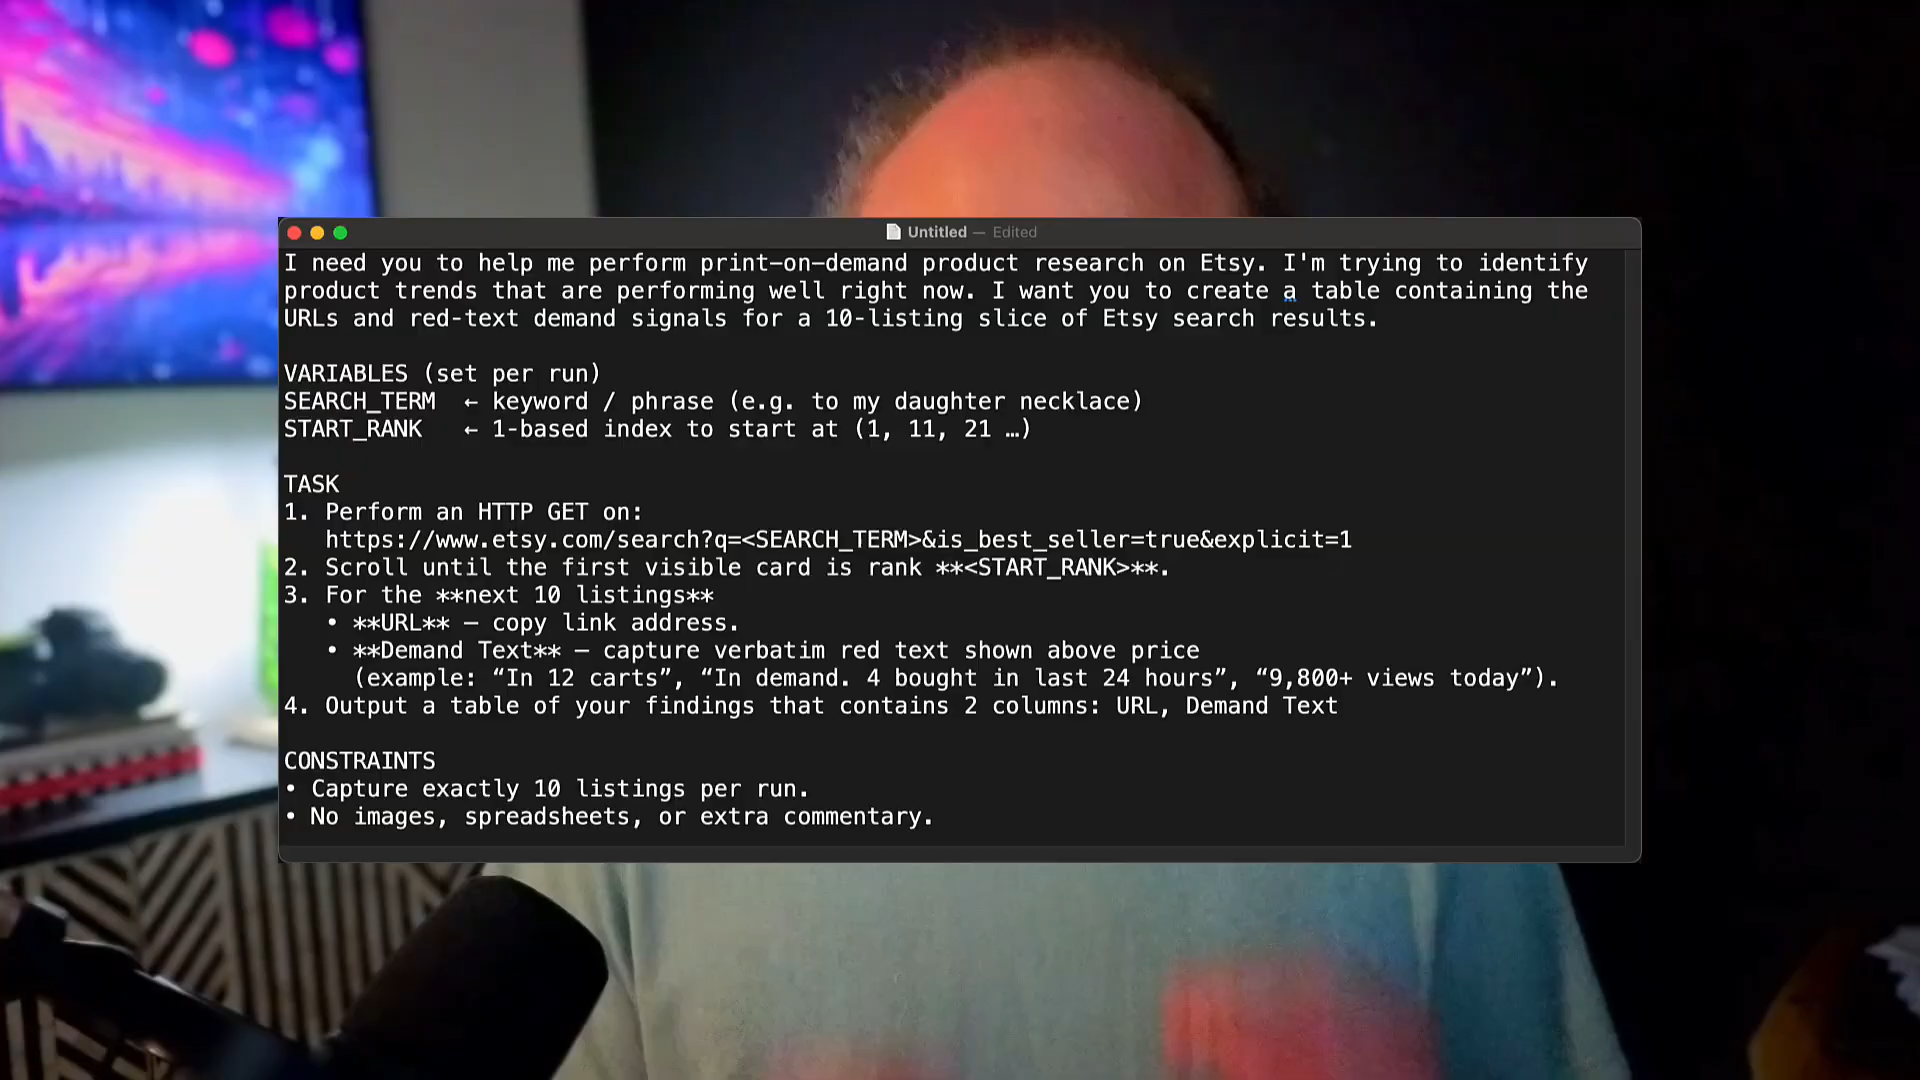 Untitled — Edited
I need you to help me perform print-on-demand product research on Etsy. I'm trying to identify
product trends that are performing well right now. I want you to create a table containing the
URLs and red-text demand signals for a 10-listing slice of Etsy search results.
VARIABLES (set per run)
SEARCH_TERM ← keyword / phrase (e.g. to my daughter necklace)
START_RANK ← 1-based index to start at (1, 11, 21 …)
TASK
1. Perform an HTTP GET on:
https://www.etsy.com/search?q=<SEARCH_TERM>&is_best_seller=true&explicit=1
2. Scroll until the first visible card is rank **<START_RANK>**.
3. For the **next 10 listings**
• **URL** – copy link address.
• **Demand Text** – capture verbatim red text shown above price
(example: “In 12 carts”, “In demand. 4 bought in last 24 hours”, “9,800+ views today”).
4. Output a table of your findings that contains 2 columns: URL, Demand Text
CONSTRAINTS
• Capture exactly 10 listings per run.
• No images, spreadsheets, or extra commentary.